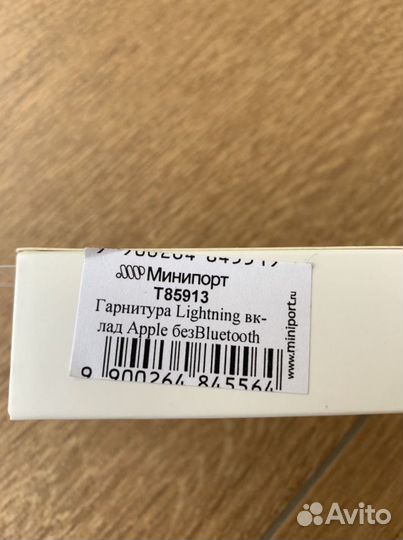 Минипорт
T85913
Гарнитура Lightning вк-
лад Apple безBluetooth
9 900264 845564
www.miniport.ru
Avito